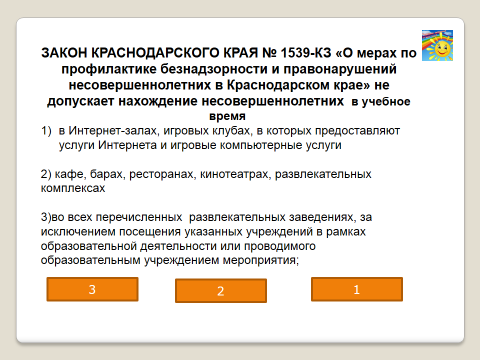 ЗАКОН КРАСНОДАРСКОГО КРАЯ № 1539-КЗ «О мерах по
профилактике безнадзорности и правонарушений
несовершеннолетних в Краснодарском крае» не
допускает нахождение несовершеннолетних в учебное
время
1) в Интернет-залах, игровых клубах, в которых предоставляют
услуги Интернета и игровые компьютерные услуги
2) кафе, барах, ресторанах, кинотеатрах, развлекательных
комплексах
3)во всех перечисленных развлекательных заведениях, за
исключением посещения указанных учреждений в рамках
образовательной деятельности или проводимого
образовательным учреждением мероприятия;
3 2 1